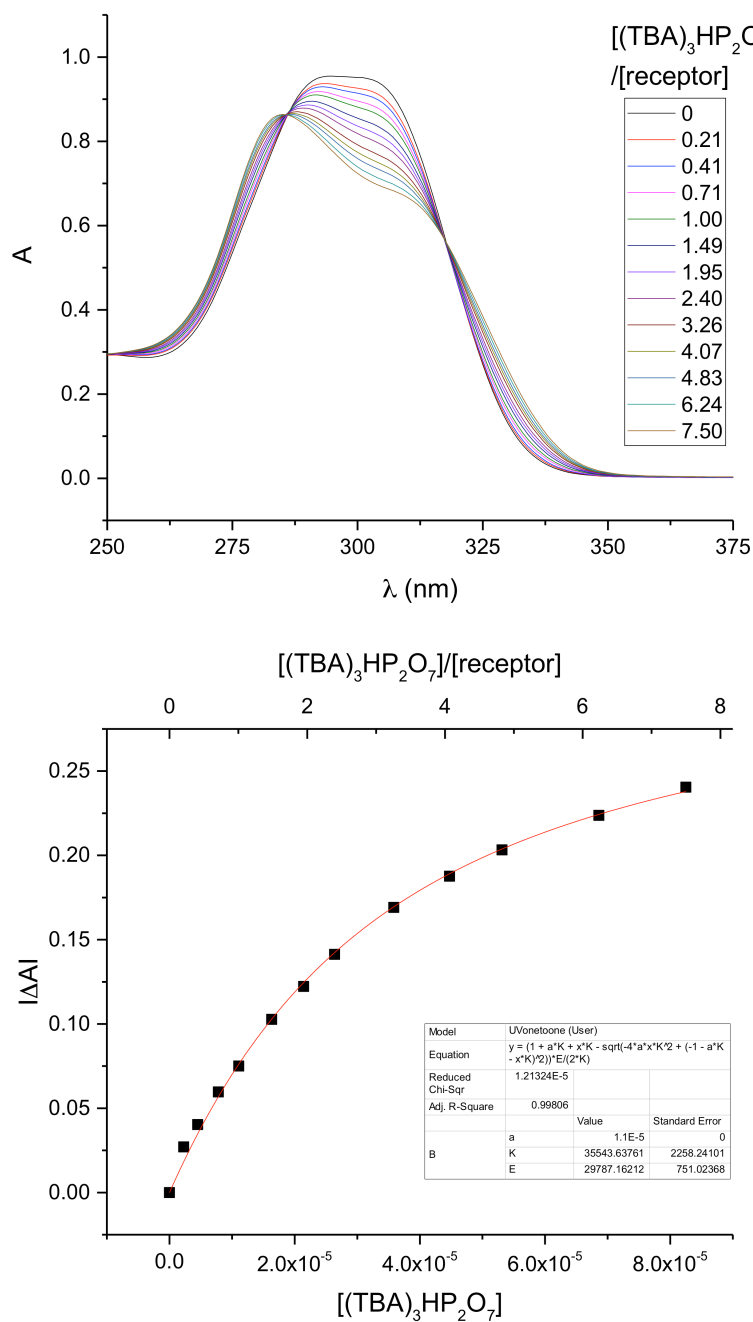 [(TBA)₃HP₂O
/[receptor]
1.0
0.8
0.6
0.4
0.2
0.0
A
0
0.21
0.41
0.71
1.00
1.49
1.95
2.40
3.26
4.07
4.83
6.24
7.50
250 275 300 325 350 375
λ (nm)
[(TBA)₃HP₂O₇]/[receptor]
0 2 4 6 8
0.25
0.20
0.15
0.10
0.05
0.00
IΔAI
Model UVonetoone (User)
Equation y = (1 + a*K + x*K - sqrt(-4*a*x*K^2 + (-1 - a*K
- x*K)^2))*E/(2*K)
Reduced 1.21324E-5
Chi-Sqr
Adj. R-Square 0.99806
Value Standard Error
a 1.1E-5 0
B K 35543.63761 2258.24101
E 29787.16212 751.02368
0.0 2.0x10⁻⁵ 4.0x10⁻⁵ 6.0x10⁻⁵ 8.0x10⁻⁵
[(TBA)₃HP₂O₇]